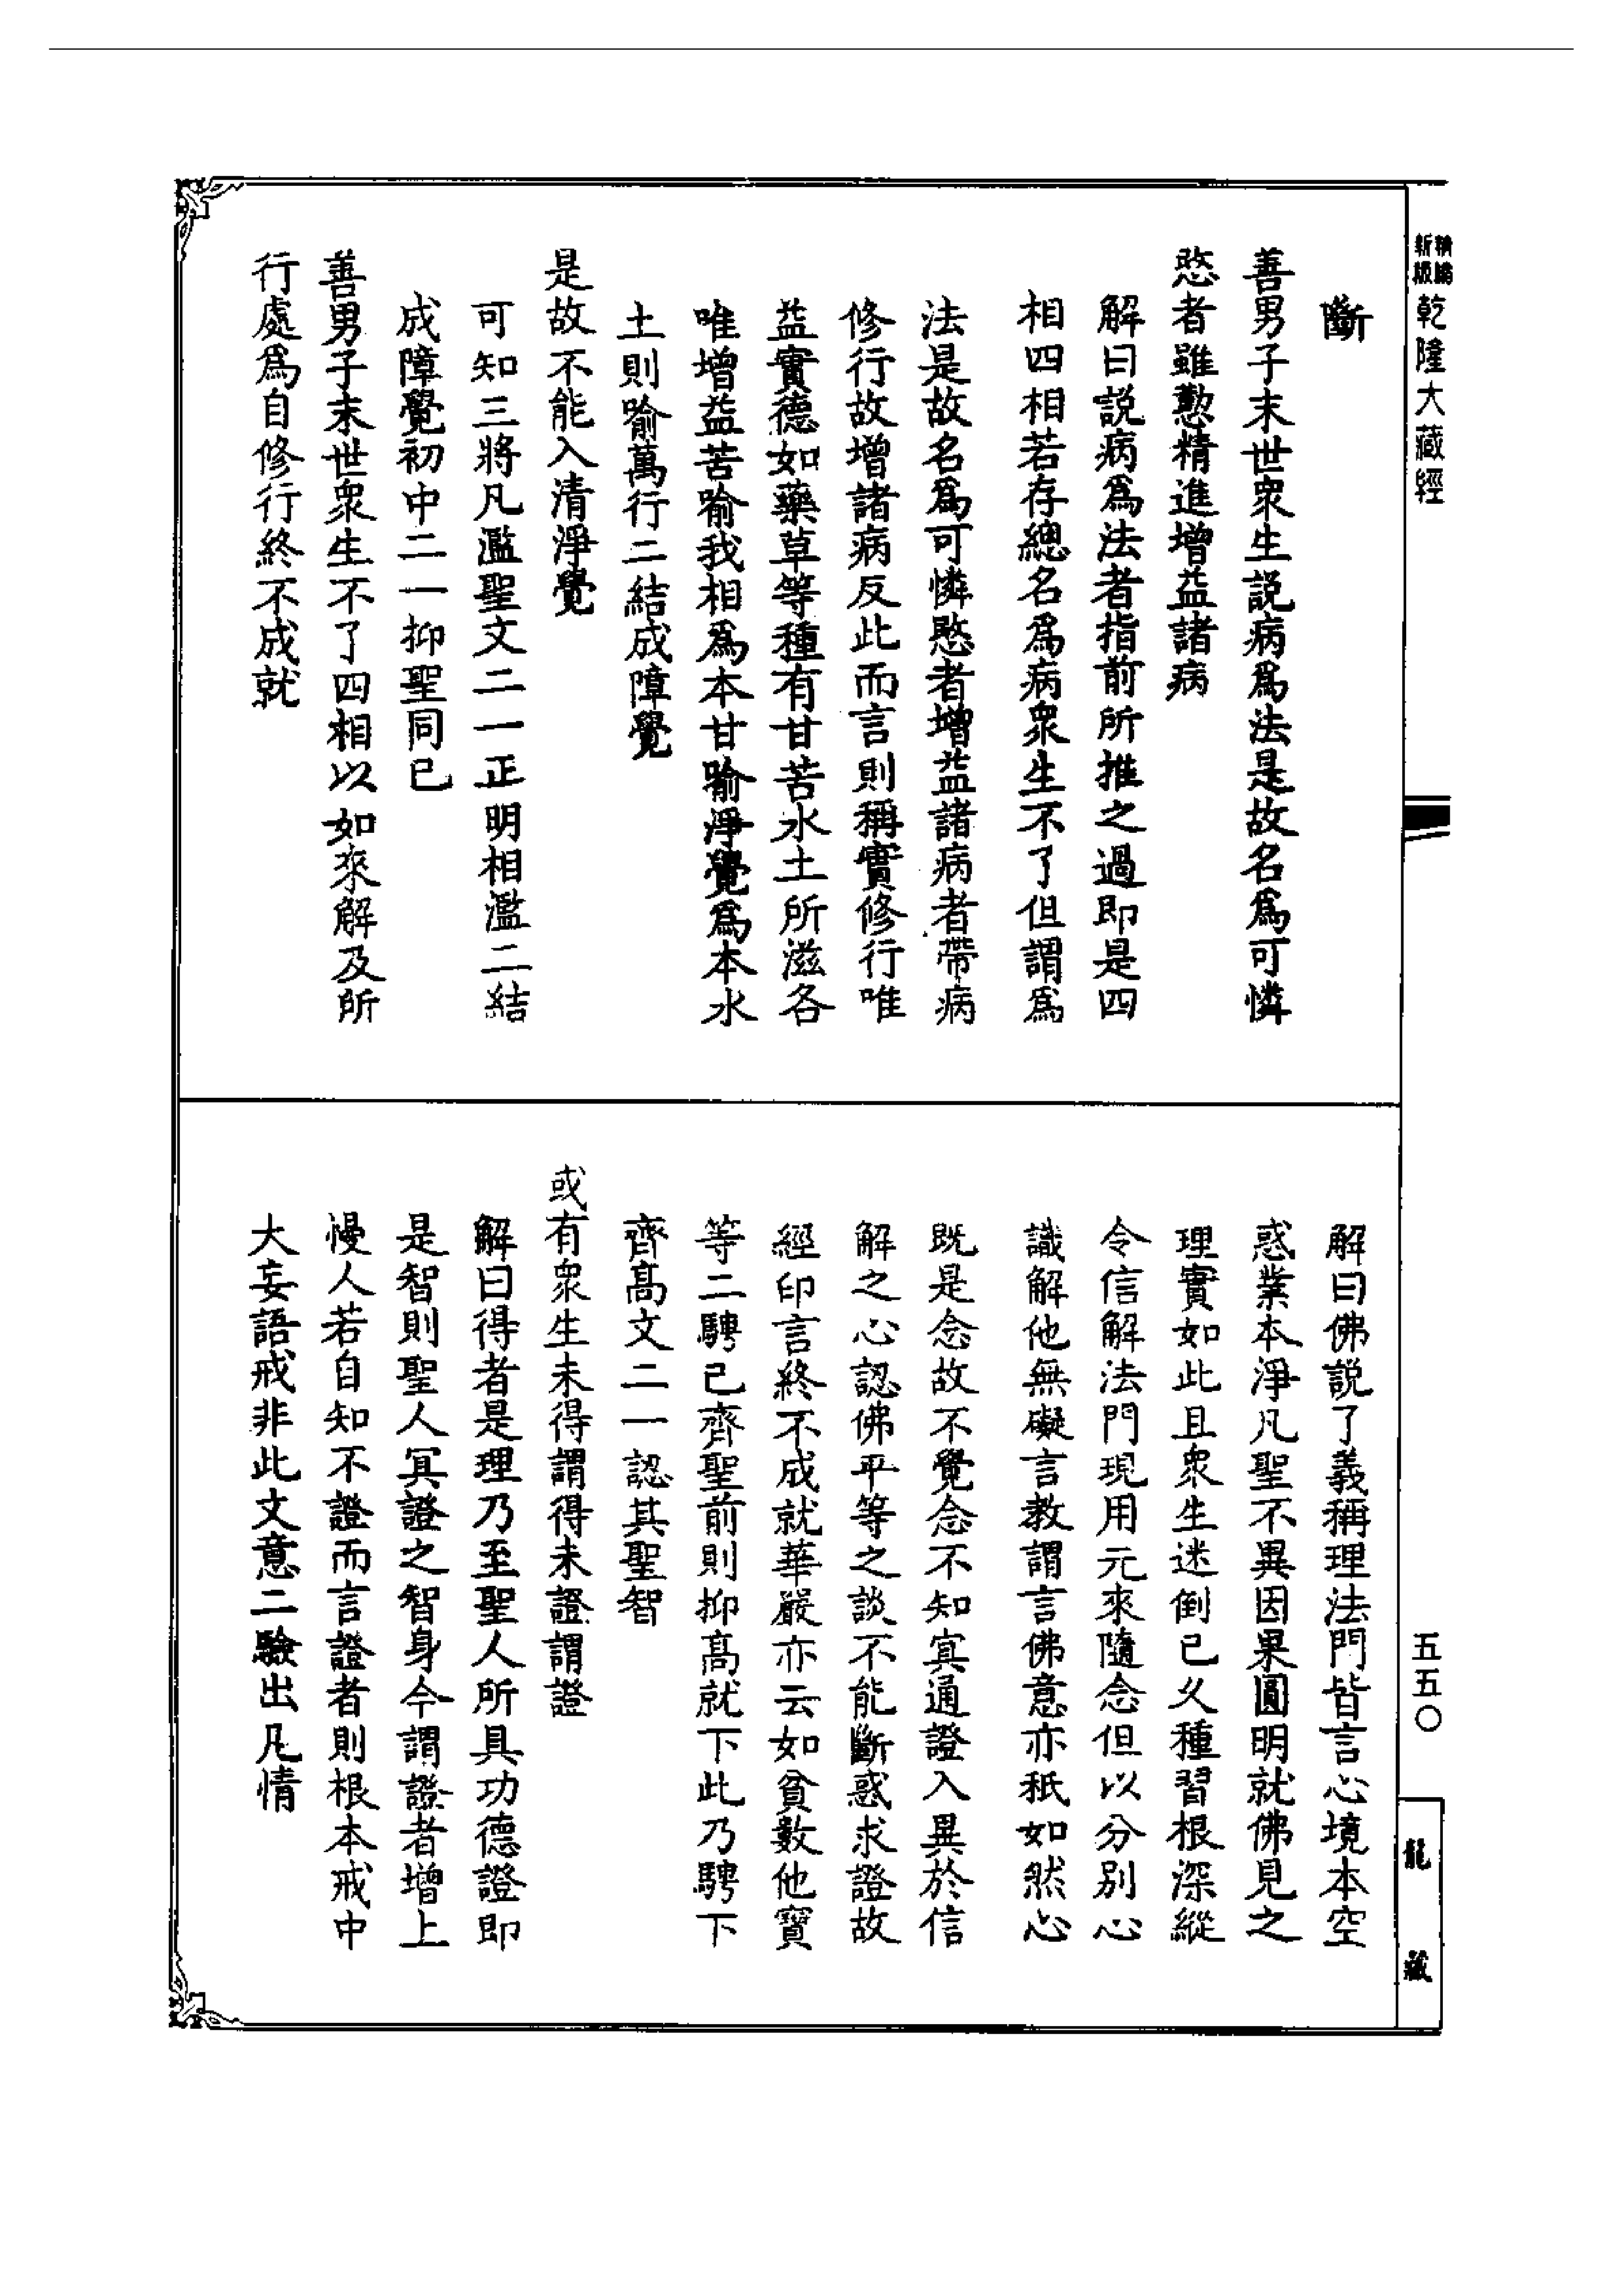 精編
新版
乾隆大藏經
斷
善男子末世衆生說病爲法是故名爲可憐
愍者雖懃精進增益諸病
解曰說病爲法者指前所推之過即是四
相四相若存總名爲病衆生不了但謂爲
法是故名爲可憐愍者增益諸病者帶病
修行故增諸病反此而言則稱實修行唯
益實德如藥草等種有甘苦水土所滋各
唯增益苦喻我相爲本甘喻淨覺爲本水
土則喻萬行二結成障覺
是故不能入清淨覺
可知三將凡濫聖文二一正明相濫二結
成障覺初中二一抑聖同已
善男子末世衆生不了四相以如來解及所
行處爲自修行終不成就
解曰佛說了義稱理法門皆言心境本空
惑業本淨凡聖不異因果圓明就佛見之
理實如此且衆生迷倒已久種習根深縱
令信解法門現用元來隨念但以分別心
識解他無礙言教謂言佛意亦秖如然心
既是念故不覺念不知冥通證入異於信
解之心認佛平等之談不能斷惑求證故
經印言終不成就華嚴亦云如貧數他寶
等二騁己齊聖前則抑高就下此乃騁下
齊高文二一認其聖智
或有衆生未得謂得未證謂證
解曰得者是理乃至聖人所具功德證即
是智則聖人冥證之智身今謂證者增上
慢人若自知不證而言證者則根本戒中
大妄語戒非此文意二驗出凡情
五五〇
龍藏